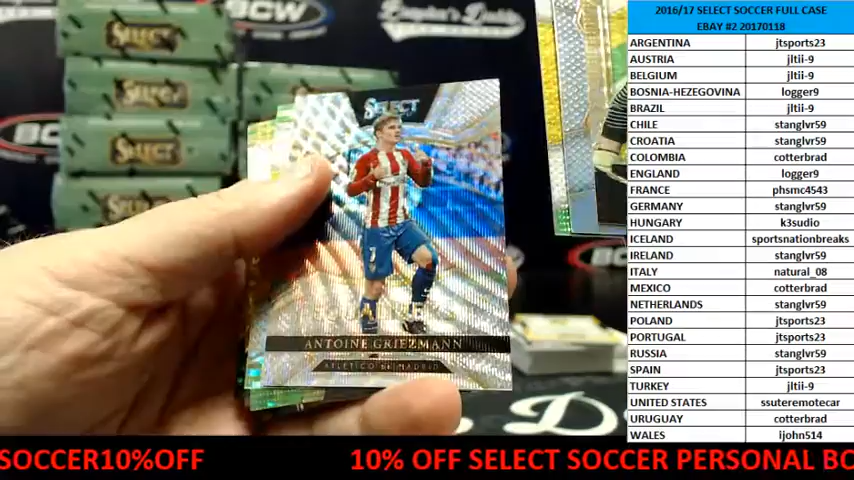 2016/17 SELECT SOCCER FULL CASE
EBAY #2 20170118
ARGENTINA jtsports23
AUSTRIA jltii-9
BELGIUM jltii-9
BOSNIA-HEZEGOVINA logger9
BRAZIL jltii-9
CHILE stanglvr59
CROATIA stanglvr59
COLOMBIA cotterbrad
ENGLAND logger9
FRANCE phsmc4543
GERMANY stanglvr59
HUNGARY k3sudio
ICELAND sportsnationbreaks
IRELAND stanglvr59
ITALY natural_08
MEXICO cotterbrad
NETHERLANDS stanglvr59
POLAND jtsports23
PORTUGAL jtsports23
RUSSIA stanglvr59
SPAIN jtsports23
TURKEY jltii-9
UNITED STATES ssuteremotecar
URUGUAY cotterbrad
WALES ijohn514
BCW
SELECT
SELECT
SELECT
SELECT
ANTOINE GRIEZMANN
ATLETICO DE MADRID
SOCCER10%OFF 10% OFF SELECT SOCCER PERSONAL BO